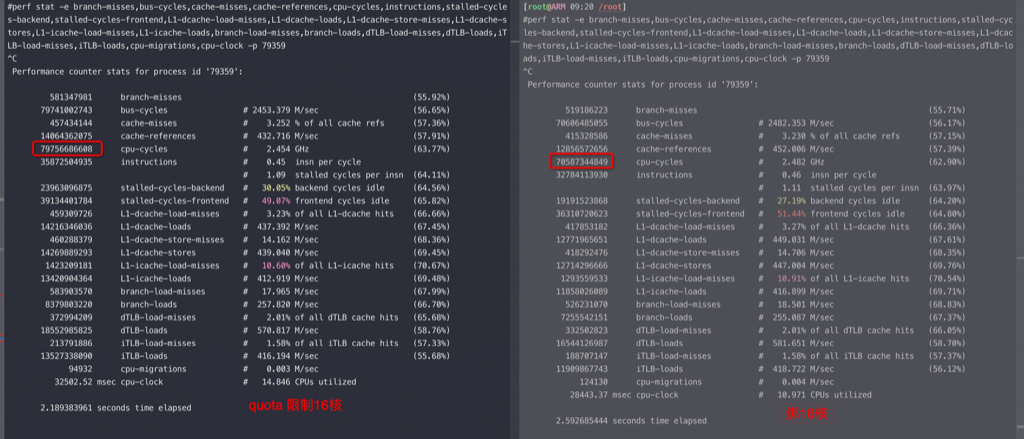 #perf stat -e branch-misses,bus-cycles,cache-misses,cache-references,cpu-cycles,instructions,stalled-cycle
s-backend,stalled-cycles-frontend,L1-dcache-load-misses,L1-dcache-loads,L1-dcache-store-misses,L1-dcache-s
tores,L1-icache-load-misses,L1-icache-loads,branch-load-misses,branch-loads,dTLB-load-misses,dTLB-loads,iT
LB-load-misses,iTLB-loads,cpu-migrations,cpu-clock -p 79359
^C
Performance counter stats for process id '79359':
581347981 branch-misses (55.92%)
79741002743 bus-cycles # 2453.379 M/sec (56.65%)
457434144 cache-misses # 3.252 % of all cache refs (57.36%)
14064362075 cache-references # 432.716 M/sec (57.91%)
79756686608 cpu-cycles # 2.454 GHz (63.77%)
35872504935 instructions # 0.45 insn per cycle
# 1.09 stalled cycles per insn (64.11%)
23963096875 stalled-cycles-backend # 30.05% backend cycles idle (64.56%)
39134401784 stalled-cycles-frontend # 49.07% frontend cycles idle (65.82%)
459309726 L1-dcache-load-misses # 3.23% of all L1-dcache hits (66.66%)
14216434036 L1-dcache-loads # 437.392 M/sec (67.45%)
460288379 L1-dcache-store-misses # 14.162 M/sec (68.36%)
14269889293 L1-dcache-stores # 439.040 M/sec (69.45%)
1423209181 L1-icache-load-misses # 10.60% of all L1-icache hits (70.67%)
13420904364 L1-icache-loads # 412.919 M/sec (69.48%)
583903570 branch-load-misses # 17.965 M/sec (67.99%)
8379803220 branch-loads # 257.820 M/sec (66.70%)
372994209 dTLB-load-misses # 2.01% of all dTLB cache hits (65.68%)
18552985825 dTLB-loads # 570.817 M/sec (58.76%)
213791886 iTLB-load-misses # 1.58% of all iTLB cache hits (57.33%)
13527338090 iTLB-loads # 416.194 M/sec (55.68%)
94932 cpu-migrations # 0.003 M/sec
32502.52 msec cpu-clock # 14.846 CPUs utilized
quota 限制16核
2.189383961 seconds time elapsed
[root@ARM 09:20 /root]
#perf stat -e branch-misses,bus-cycles,cache-misses,cache-references,cpu-cycles,instructions,stalled-cyc
les-backend,stalled-cycles-frontend,L1-dcache-load-misses,L1-dcache-loads,L1-dcache-store-misses,L1-dcac
he-stores,L1-icache-load-misses,L1-icache-loads,branch-load-misses,branch-loads,dTLB-load-misses,dTLB-lo
ads,iTLB-load-misses,iTLB-loads,cpu-migrations,cpu-clock -p 79359
^C
Performance counter stats for process id '79359':
519186223 branch-misses (55.71%)
70606485055 bus-cycles # 2482.353 M/sec (56.17%)
415328586 cache-misses # 3.230 % of all cache refs (57.15%)
12856572656 cache-references # 452.006 M/sec (57.39%)
70587344849 cpu-cycles # 2.482 GHz (62.90%)
32784113930 instructions # 0.46 insn per cycle
# 1.11 stalled cycles per insn (63.97%)
19191523868 stalled-cycles-backend # 27.19% backend cycles idle (64.20%)
36310720623 stalled-cycles-frontend # 51.44% frontend cycles idle (64.80%)
417853182 L1-dcache-load-misses # 3.27% of all L1-dcache hits (66.36%)
12771965651 L1-dcache-loads # 449.031 M/sec (67.61%)
418292476 L1-dcache-store-misses # 14.706 M/sec (68.35%)
12714296666 L1-dcache-stores # 447.004 M/sec (69.76%)
1293559533 L1-icache-load-misses # 10.91% of all L1-icache hits (70.54%)
11858026089 L1-icache-loads # 416.899 M/sec (69.71%)
526231070 branch-load-misses # 18.501 M/sec (68.83%)
7255542151 branch-loads # 255.087 M/sec (67.37%)
332502823 dTLB-load-misses # 2.01% of all dTLB cache hits (66.05%)
16544126987 dTLB-loads # 581.651 M/sec (58.70%)
188707147 iTLB-load-misses # 1.58% of all iTLB cache hits (57.37%)
11909867743 iTLB-loads # 418.722 M/sec (56.12%)
124130 cpu-migrations # 0.004 M/sec
28443.37 msec cpu-clock # 10.971 CPUs utilized
2.592685444 seconds time elapsed